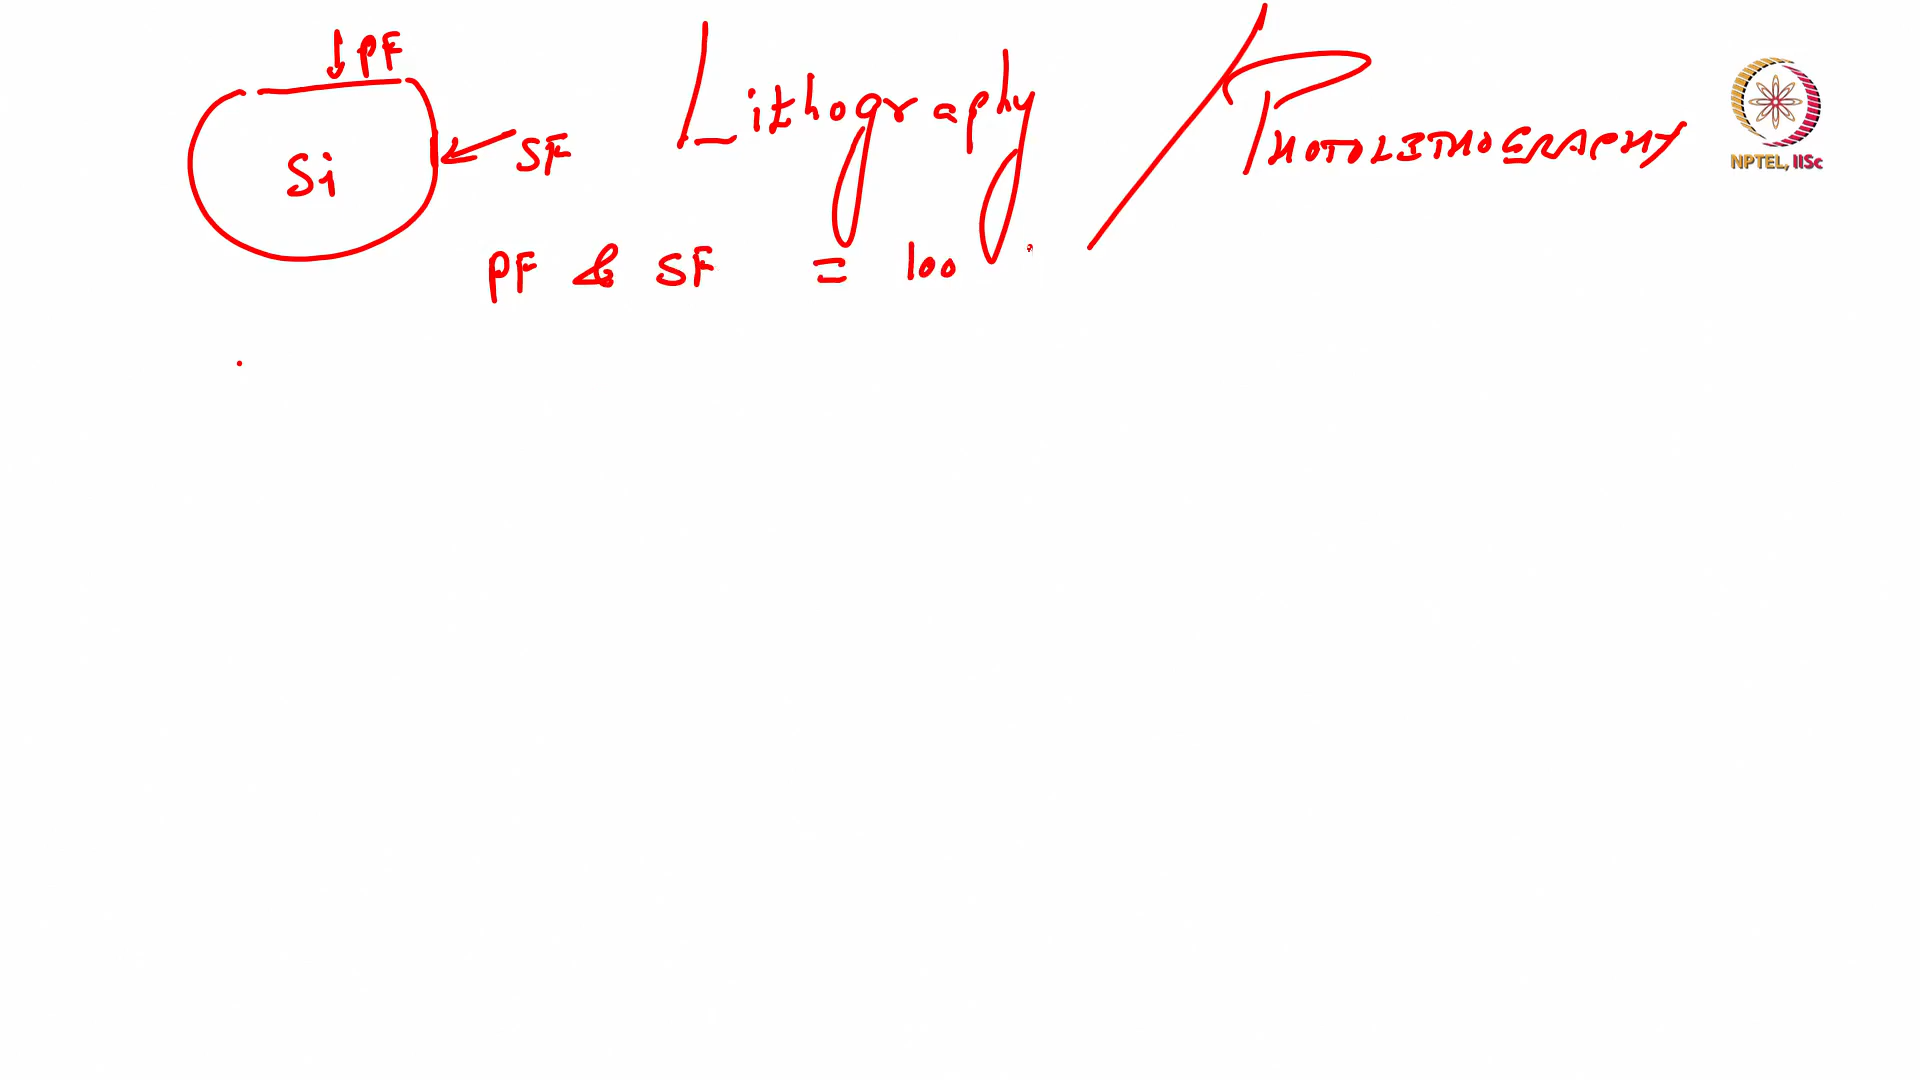 PF
Lithography / PHOTOLITHOGRAPHY
Si
SF
PF & SF = 100
NPTEL, IISc